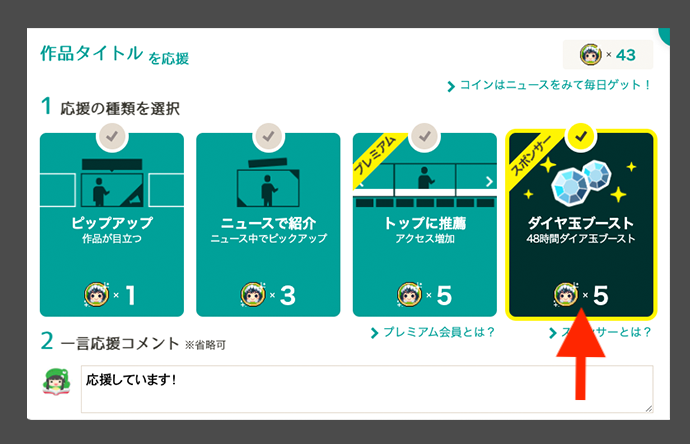 作品タイトル を応援
× 43
コインはニュースをみて毎日ゲット！
1 応援の種類を選択
ピップアップ
作品が目立つ
× 1
ニュースで紹介
ニュース中でピックアップ
× 3
プレミアム
トップに推薦
アクセス増加
× 5
スポンサー
ダイヤ玉ブースト
48時間ダイア玉ブースト
× 5
プレミアム会員とは？
スポンサーとは？
2 一言応援コメント ※省略可
応援しています！